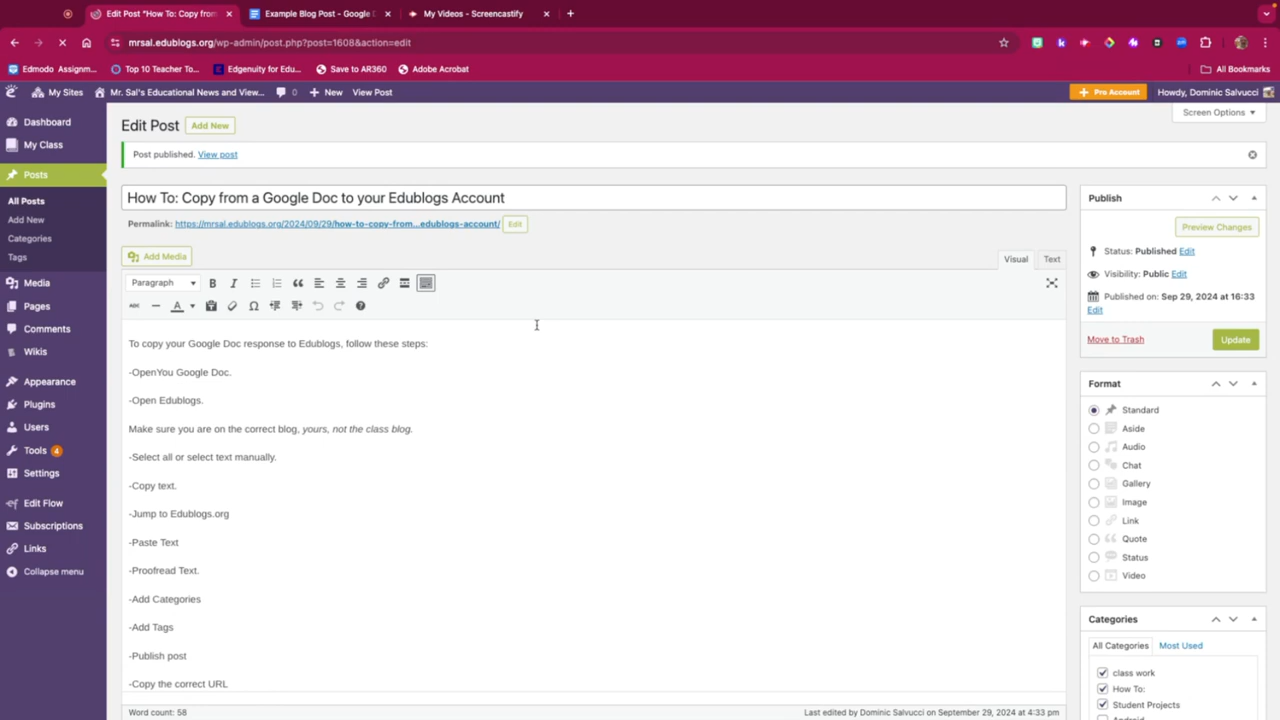 Edit Post "How To: Copy from
Example Blog Post - Google D
My Videos - Screencastify
mrsal.edublogs.org/wp-admin/post.php?post=1608&action=edit
Edmodo Assignm...
Top 10 Teacher To...
Edgenuity for Edu...
Save to AR360
Adobe Acrobat
All Bookmarks
My Sites
Mr. Sal's Educational News and View...
0
New
View Post
Pro Account
Howdy, Dominic Salvucci
Dashboard
My Class
Posts
All Posts
Add New
Categories
Tags
Media
Pages
Comments
Wikis
Appearance
Plugins
Users
Tools 4
Settings
Edit Flow
Subscriptions
Links
Collapse menu
Screen Options
Edit Post
Add New
Post published. View post
How To: Copy from a Google Doc to your Edublogs Account
Permalink: https://mrsal.edublogs.org/2024/09/29/how-to-copy-from...edublogs-account/ Edit
Add Media
Visual
Text
Paragraph
To copy your Google Doc response to Edublogs, follow these steps:
-OpenYou Google Doc.
-Open Edublogs.
Make sure you are on the correct blog, yours, not the class blog.
-Select all or select text manually.
-Copy text.
-Jump to Edublogs.org
-Paste Text
-Proofread Text.
-Add Categories
-Add Tags
-Publish post
-Copy the correct URL
Word count: 58
Last edited by Dominic Salvucci on September 29, 2024 at 4:33 pm
Publish
Preview Changes
Status: Published Edit
Visibility: Public Edit
Published on: Sep 29, 2024 at 16:33
Edit
Move to Trash
Update
Format
Standard
Aside
Audio
Chat
Gallery
Image
Link
Quote
Status
Video
Categories
All Categories
Most Used
class work
How To:
Student Projects